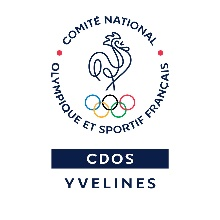 COMITÉ NATIONAL
OLYMPIQUE ET SPORTIF FRANÇAIS
CDOS
YVELINES